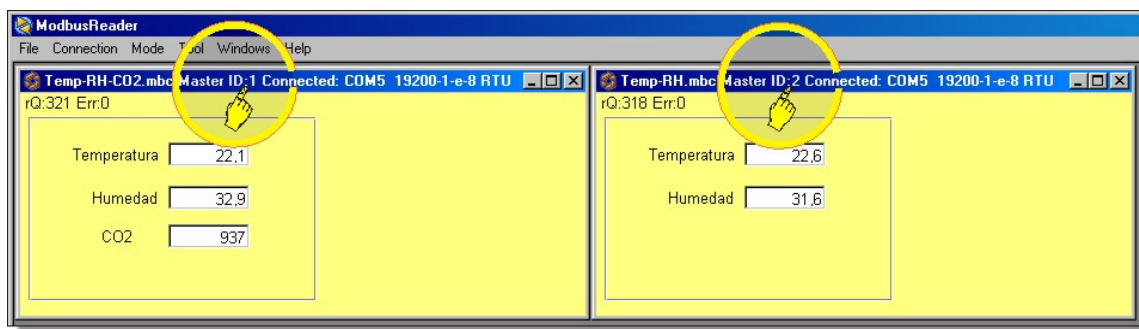 ModbusReader
File Connection Mode Tool Windows Help
Temp-RH-CO2.mbc Master ID:1 Connected: COM5 19200-1-e-8 RTU
rQ:321 Err:0
Temperatura 22,1
Humedad 32,9
CO2 937
Temp-RH.mbc Master ID:2 Connected: COM5 19200-1-e-8 RTU
rQ:318 Err:0
Temperatura 22,6
Humedad 31,6